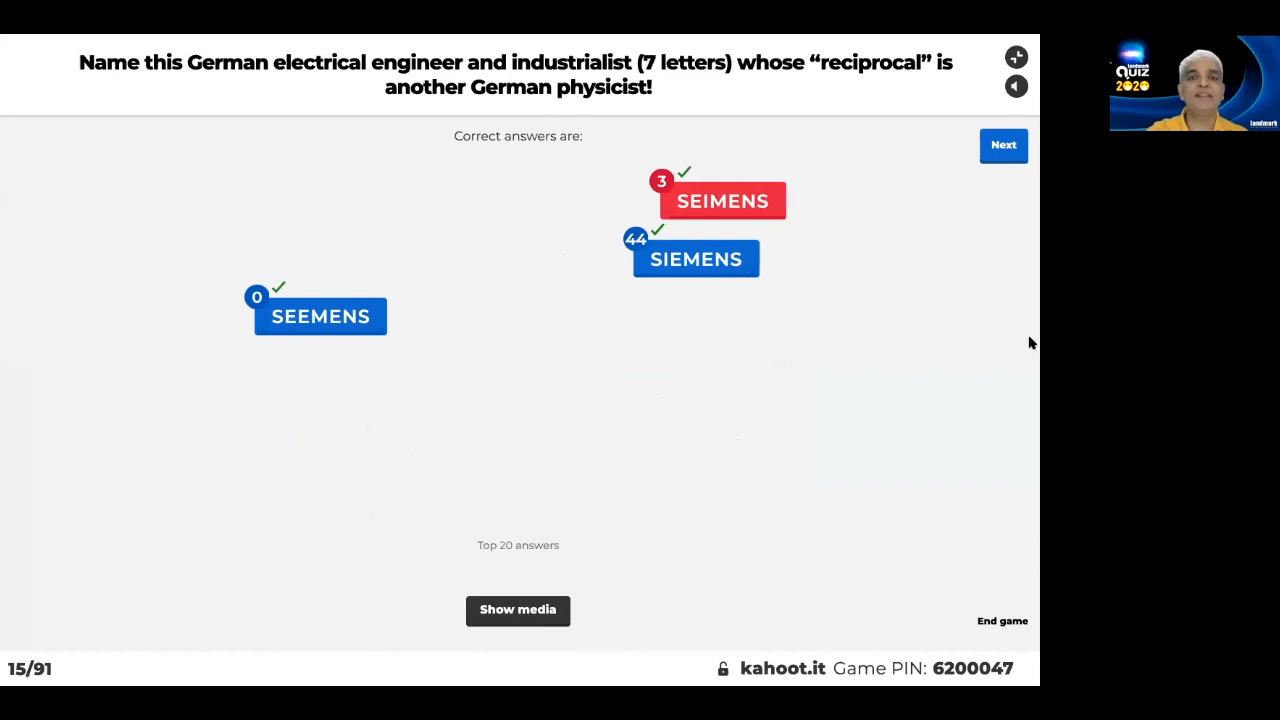 Name this German electrical engineer and industrialist (7 letters) whose “reciprocal” is
another German physicist!
Correct answers are:
Next
3
SEIMENS
44
SIEMENS
0
SEEMENS
Top 20 answers
Show media
End game
15/91
kahoot.it Game PIN: 6200047
landmark
QUIZ
2020
landmark